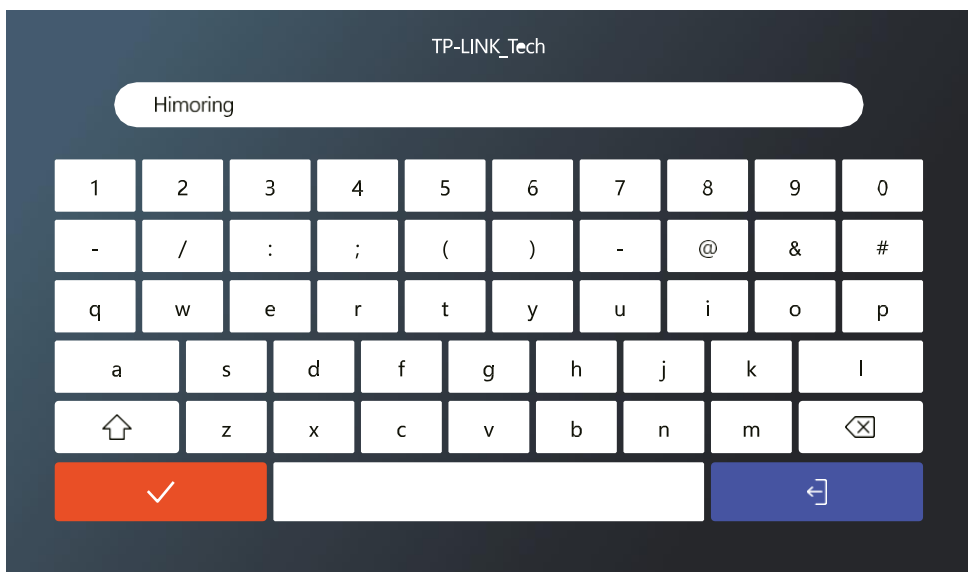 TP-LINK_Tech
Himoring
1 2 3 4 5 6 7 8 9 0
- / : ; ( ) - @ & #
q w e r t y u i o p
a s d f g h j k l
z x c v b n m